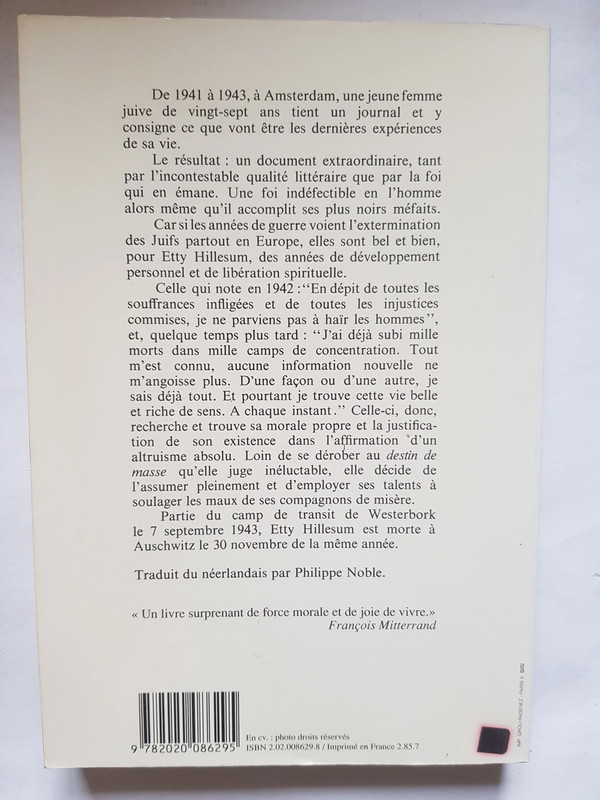 De 1941 à 1943, à Amsterdam, une jeune femme
juive de vingt-sept ans tient un journal et y
consigne ce que vont être les dernières expériences
de sa vie.
Le résultat : un document extraordinaire, tant
par l'incontestable qualité littéraire que par la foi
qui en émane. Une foi indéfectible en l'homme
alors même qu'il accomplit ses plus noirs méfaits.
Car si les années de guerre voient l'extermination
des Juifs partout en Europe, elles sont bel et bien,
pour Etty Hillesum, des années de développement
personnel et de libération spirituelle.
Celle qui note en 1942 : "En dépit de toutes les
souffrances infligées et de toutes les injustices
commises, je ne parviens pas à haïr les hommes",
et, quelque temps plus tard : "J'ai déjà subi mille
morts dans mille camps de concentration. Tout
m'est connu, aucune information nouvelle ne
m'angoisse plus. D'une façon ou d'une autre, je
sais déjà tout. Et pourtant je trouve cette vie belle
et riche de sens. A chaque instant." Celle-ci, donc,
recherche et trouve sa morale propre et la justifica-
tion de son existence dans l'affirmation d'un
altruisme absolu. Loin de se dérober au destin de
masse qu'elle juge inéluctable, elle décide de
l'assumer pleinement et d'employer ses talents à
soulager les maux de ses compagnons de misère.
Partie du camp de transit de Westerbork
le 7 septembre 1943, Etty Hillesum est morte à
Auschwitz le 30 novembre de la même année.
Traduit du néerlandais par Philippe Noble.
« Un livre surprenant de force morale et de joie de vivre.»
François Mitterrand
En cv. : photo droits réservés
ISBN 2.02.008629.8 / Imprimé en France 2.85.7
9 782020 086295